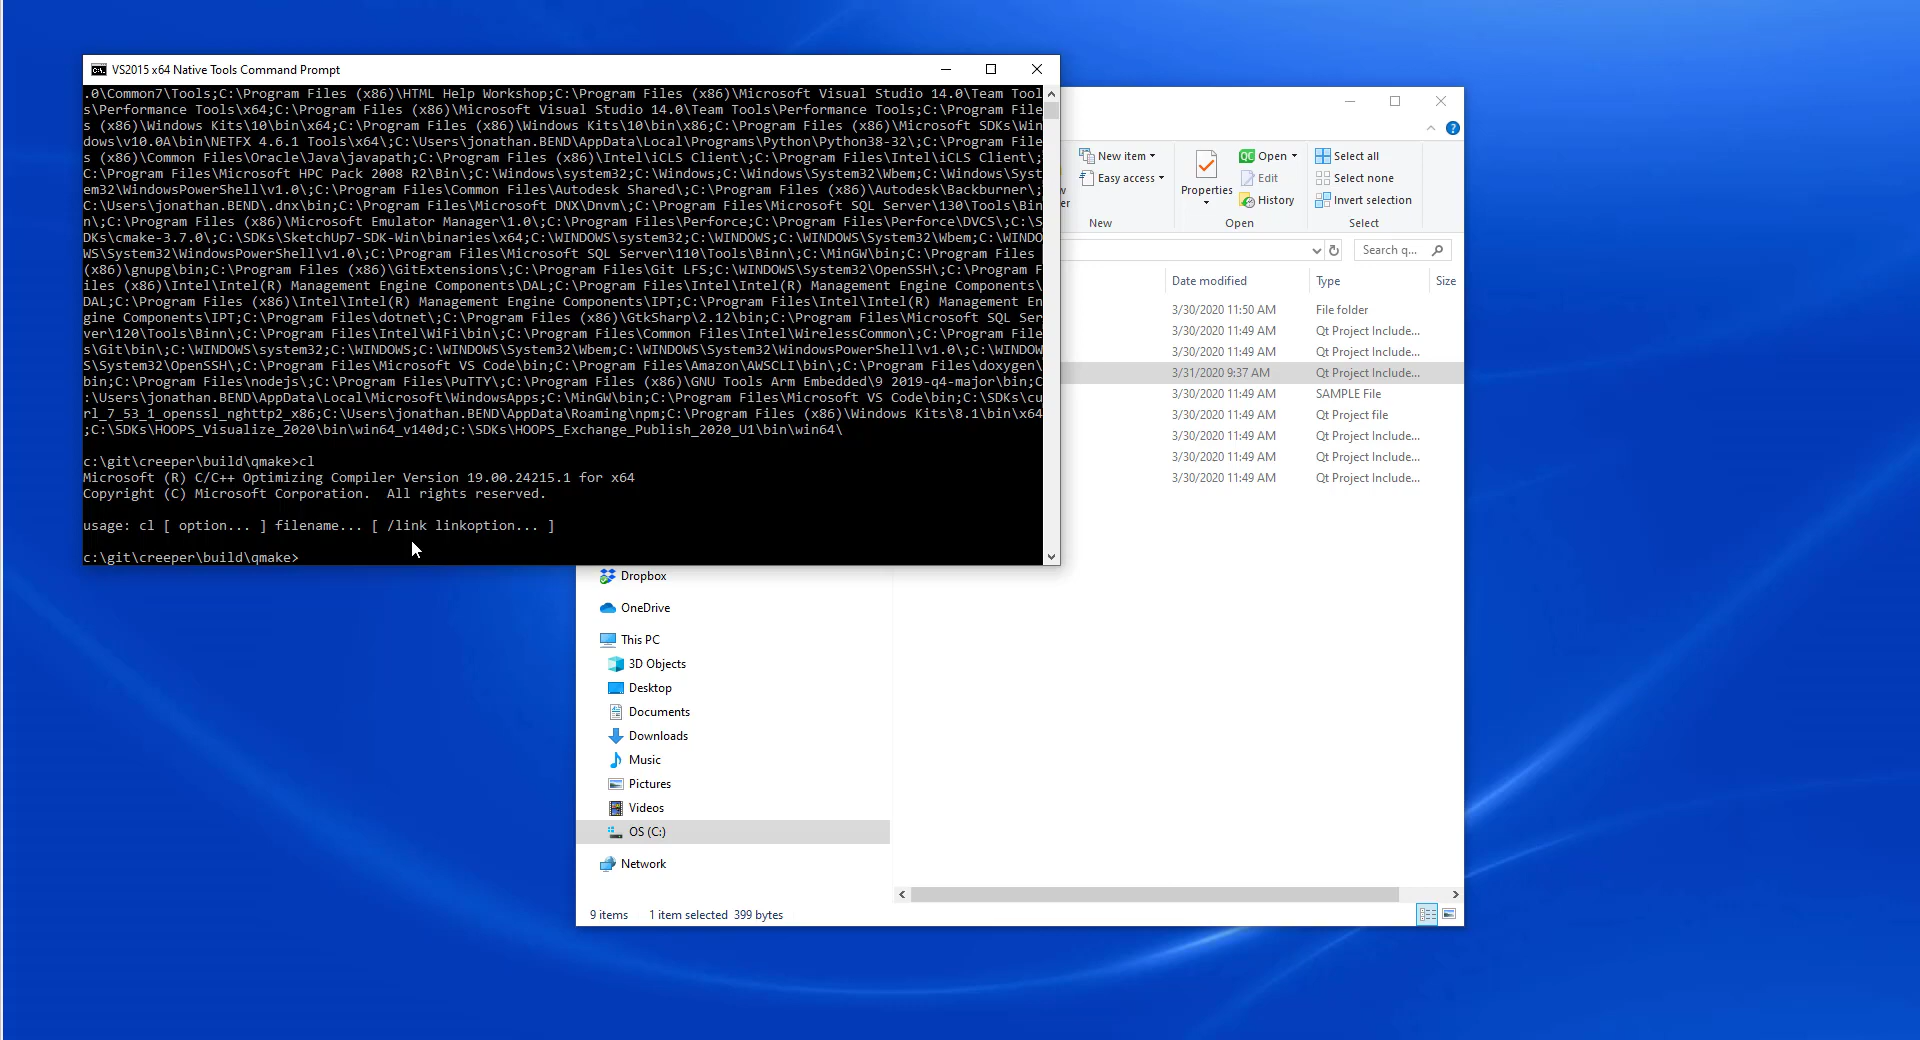 VS2015 x64 Native Tools Command Prompt
.0\Common7\Tools;C:\Program Files (x86)\HTML Help Workshop;C:\Program Files (x86)\Microsoft Visual Studio 14.0\Team Tool
s\Performance Tools\x64;C:\Program Files (x86)\Microsoft Visual Studio 14.0\Team Tools\Performance Tools;C:\Program File
s (x86)\Windows Kits\10\bin\x64;C:\Program Files (x86)\Windows Kits\10\bin\x86;C:\Program Files (x86)\Microsoft SDKs\Win
dows\v10.0A\bin\NETFX 4.6.1 Tools\x64\;C:\Users\jonathan.BEND\AppData\Local\Programs\Python\Python38-32\;C:\Program File
s (x86)\Common Files\Oracle\Java\javapath;C:\Program Files (x86)\Intel\iCLS Client\;C:\Program Files\Intel\iCLS Client\;
C:\Program Files\Microsoft HPC Pack 2008 R2\Bin\;C:\Windows\system32;C:\Windows;C:\Windows\System32\Wbem;C:\Windows\Syst
em32\WindowsPowerShell\v1.0\;C:\Program Files\Common Files\Autodesk Shared\;C:\Program Files (x86)\Autodesk\Backburner\;
C:\Users\jonathan.BEND\.dnx\bin;C:\Program Files\Microsoft DNX\Dnvm\;C:\Program Files\Microsoft SQL Server\130\Tools\Bin
n\;C:\Program Files (x86)\Microsoft Emulator Manager\1.0\;C:\Program Files\Perforce;C:\Program Files\Perforce\DVCS\;C:\S
DKs\cmake-3.7.0\;C:\SDKs\SketchUp7-SDK-Win\binaries\x64;C:\WINDOWS\system32;C:\WINDOWS;C:\WINDOWS\System32\Wbem;C:\WINDO
WS\System32\WindowsPowerShell\v1.0\;C:\Program Files\Microsoft SQL Server\110\Tools\Binn\;C:\MinGW\bin;C:\Program Files
(x86)\gnupg\bin;C:\Program Files (x86)\GitExtensions\;C:\Program Files\Git LFS;C:\WINDOWS\System32\OpenSSH\;C:\Program F
iles (x86)\Intel\Intel(R) Management Engine Components\DAL;C:\Program Files\Intel\Intel(R) Management Engine Components\
DAL;C:\Program Files (x86)\Intel\Intel(R) Management Engine Components\IPT;C:\Program Files\Intel\Intel(R) Management En
gine Components\IPT;C:\Program Files\dotnet\;C:\Program Files (x86)\GtkSharp\2.12\bin;C:\Program Files\Microsoft SQL Ser
ver\120\Tools\Binn\;C:\Program Files\Intel\WiFi\bin\;C:\Program Files\Common Files\Intel\WirelessCommon\;C:\Program File
s\Git\bin\;C:\WINDOWS\system32;C:\WINDOWS;C:\WINDOWS\System32\Wbem;C:\WINDOWS\System32\WindowsPowerShell\v1.0\;C:\WINDOW
S\System32\OpenSSH\;C:\Program Files\Microsoft VS Code\bin;C:\Program Files\Amazon\AWSCLI\bin\;C:\Program Files\doxygen\
bin;C:\Program Files\nodejs\;C:\Program Files\PuTTY\;C:\Program Files (x86)\GNU Tools Arm Embedded\9 2019-q4-major\bin;C
:\Users\jonathan.BEND\AppData\Local\Microsoft\WindowsApps;C:\MinGW\bin;C:\Program Files\Microsoft VS Code\bin;C:\SDKs\cu
rl_7_53_1_openssl_nghttp2_x86;C:\Users\jonathan.BEND\AppData\Roaming\npm;C:\Program Files (x86)\Windows Kits\8.1\bin\x64
;C:\SDKs\HOOPS_Visualize_2020\bin\win64_v140d;C:\SDKs\HOOPS_Exchange_Publish_2020_U1\bin\win64\
c:\git\creeper\build\qmake>cl
Microsoft (R) C/C++ Optimizing Compiler Version 19.00.24215.1 for x64
Copyright (C) Microsoft Corporation.  All rights reserved.
usage: cl [ option... ] filename... [ /link linkoption... ]
c:\git\creeper\build\qmake>
New item
Easy access
New
Properties
Open
Edit
History
Open
Select all
Select none
Invert selection
Select
Search q...
Date modified Type Size
3/30/2020 11:50 AM File folder
3/30/2020 11:49 AM Qt Project Include...
3/30/2020 11:49 AM Qt Project Include...
3/31/2020 9:37 AM Qt Project Include...
3/30/2020 11:49 AM SAMPLE File
3/30/2020 11:49 AM Qt Project file
3/30/2020 11:49 AM Qt Project Include...
3/30/2020 11:49 AM Qt Project Include...
3/30/2020 11:49 AM Qt Project Include...
Dropbox
OneDrive
This PC
3D Objects
Desktop
Documents
Downloads
Music
Pictures
Videos
OS (C:)
Network
9 items 1 item selected 399 bytes